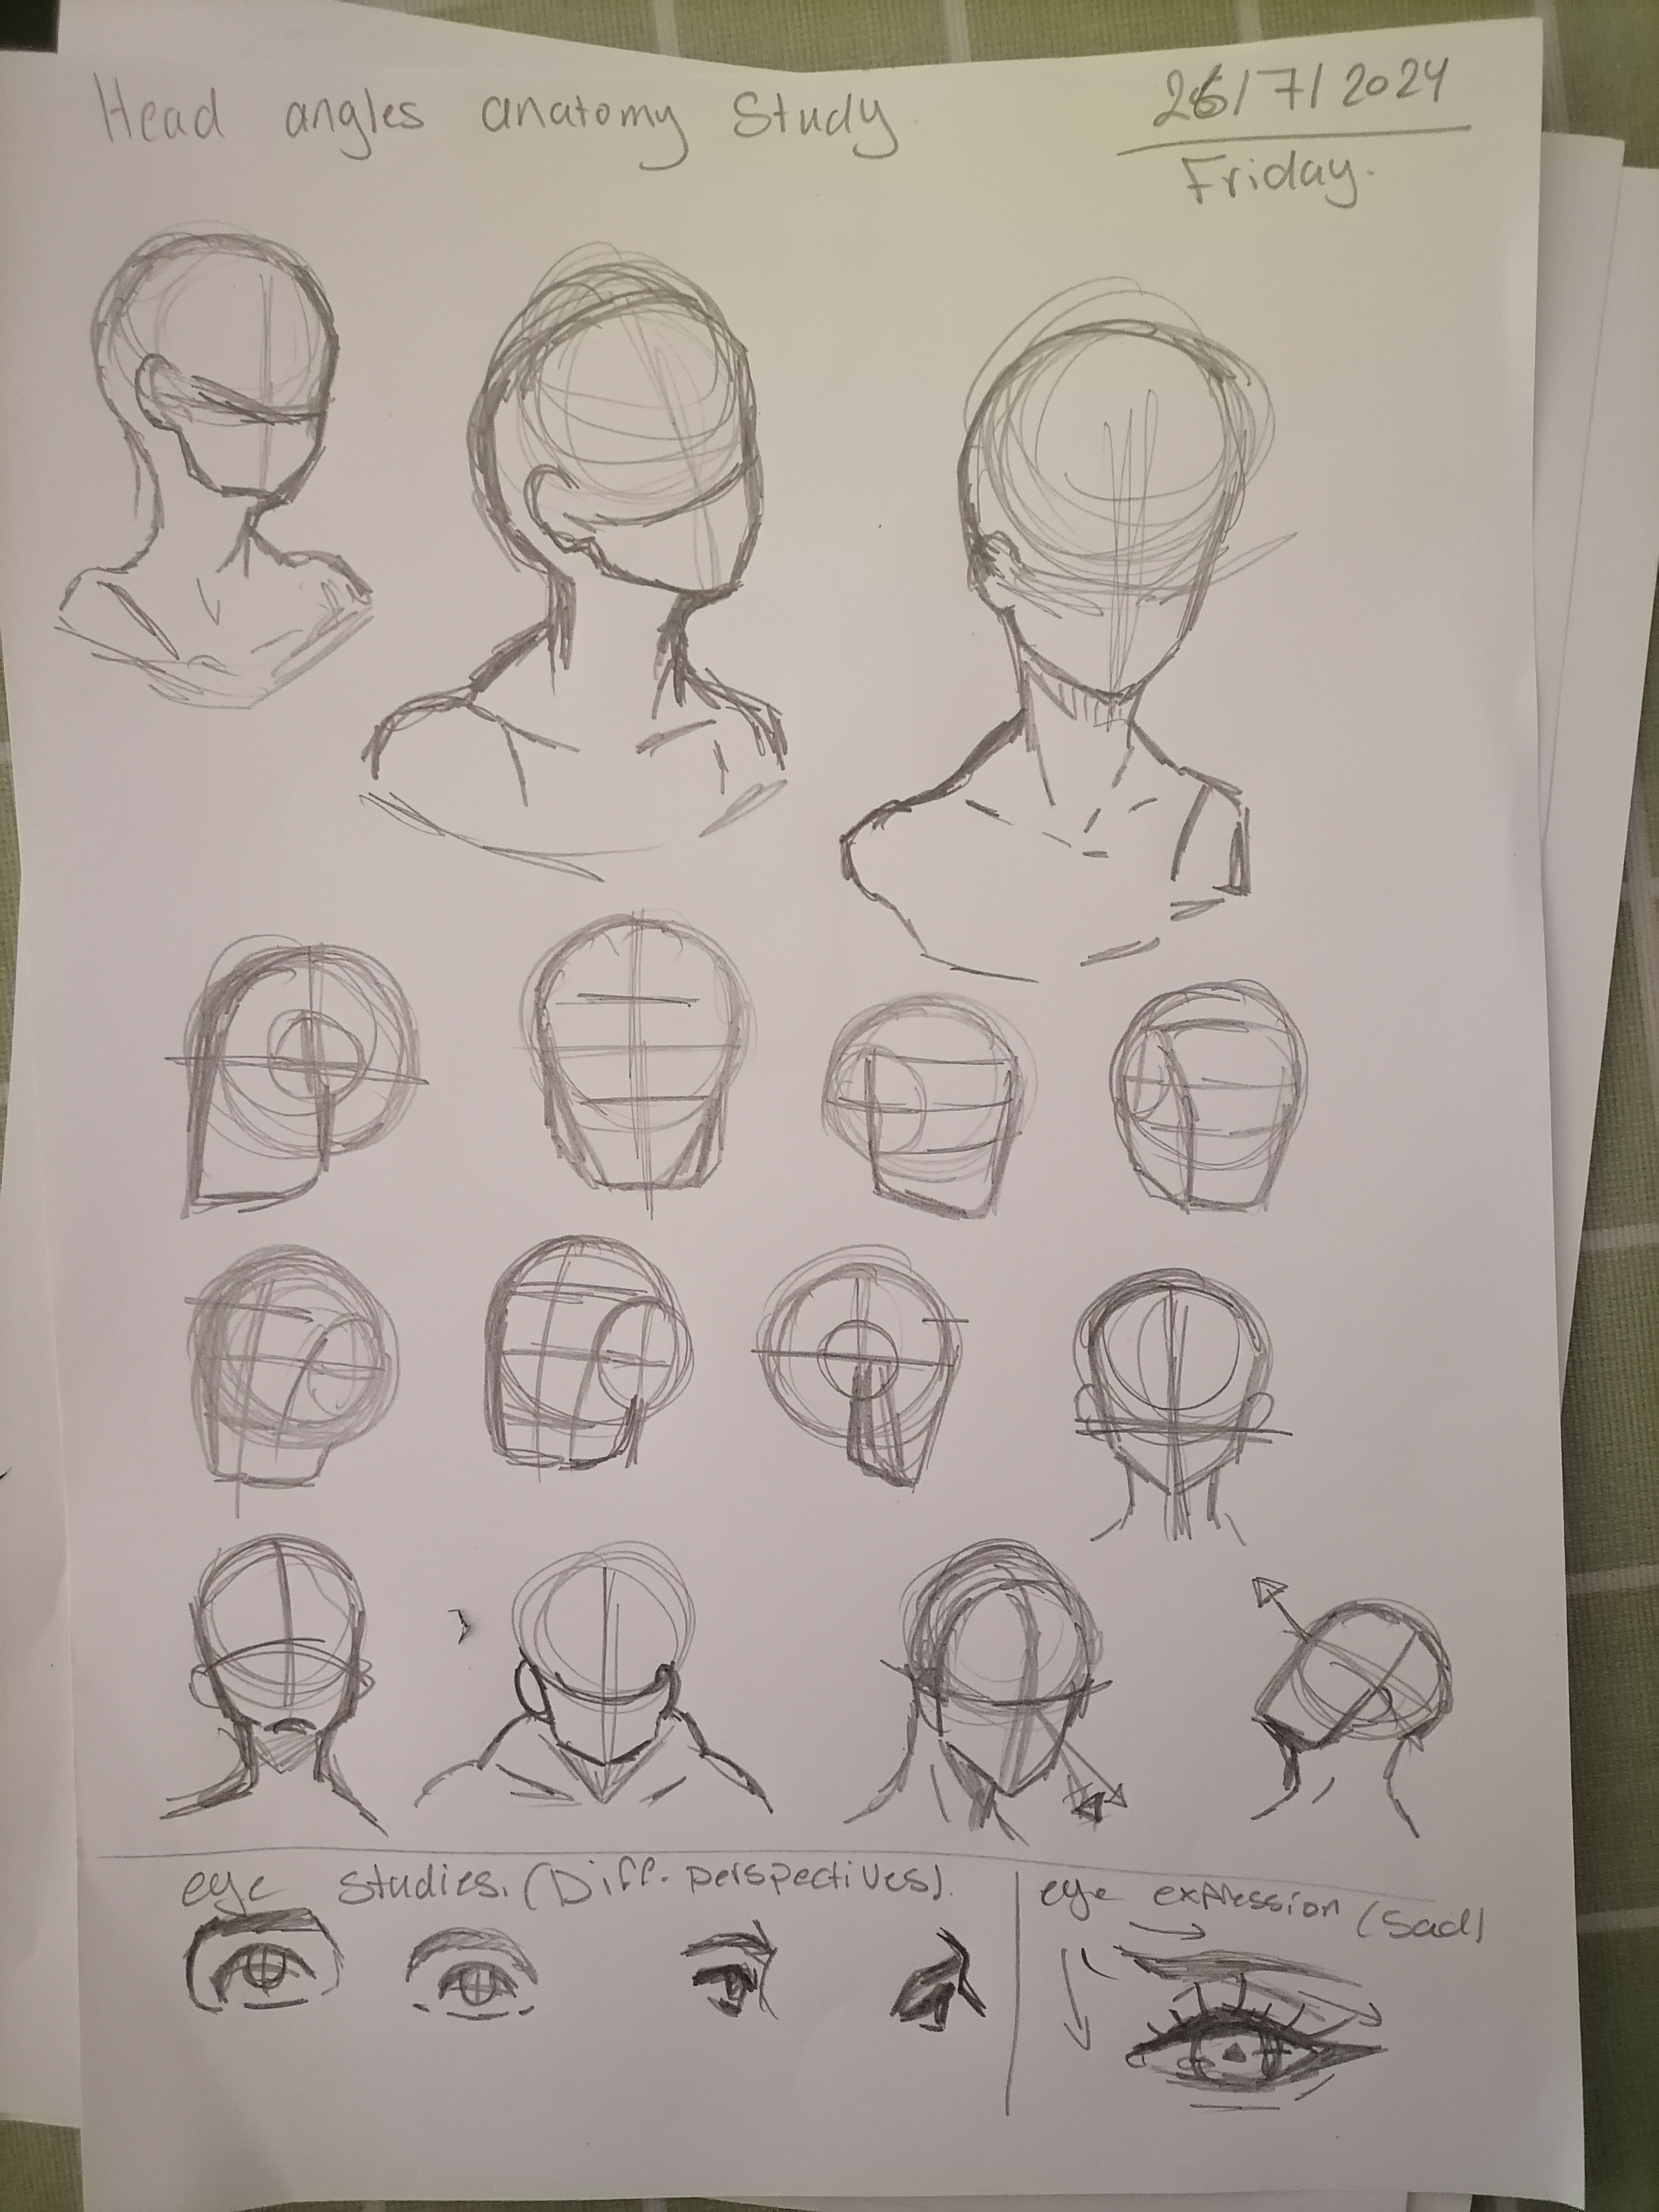 Head angles anatomy Study
26/7/2024
Friday.
eye studies. (Diff. perspectives).
eye expression (Sad)